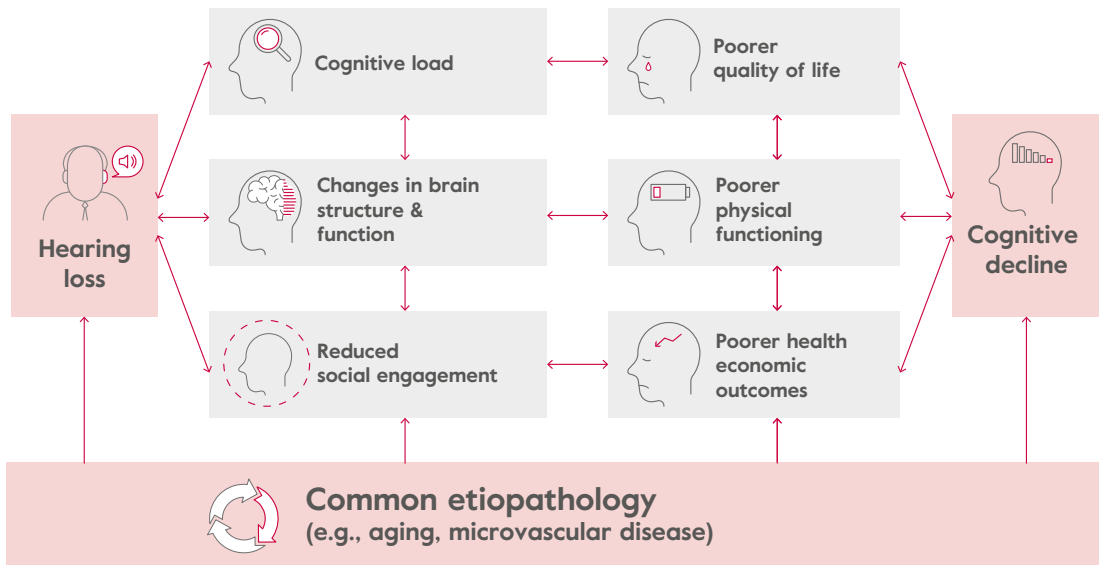 Cognitive load
Poorer
quality of life
Hearing
loss
Changes in brain
structure &
function
Poorer
physical
functioning
Cognitive
decline
Reduced
social engagement
Poorer health
economic
outcomes
Common etiopathology
(e.g., aging, microvascular disease)